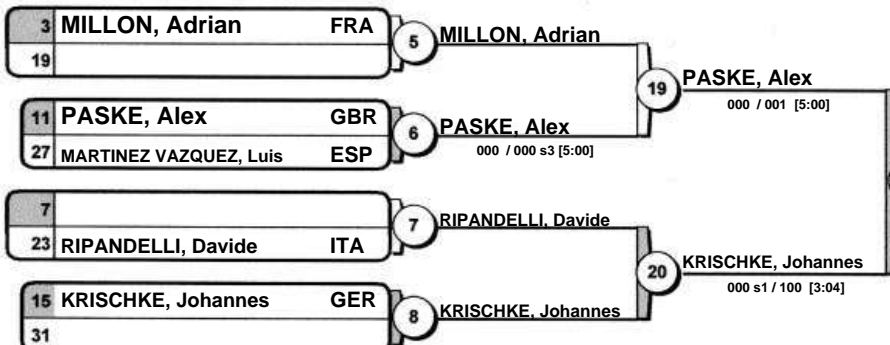 3 MILLON, Adrian FRA
19
5 MILLON, Adrian
11 PASKE, Alex GBR
27 MARTINEZ VAZQUEZ, Luis ESP
6 PASKE, Alex
000 / 000 s3 [5:00]
19 PASKE, Alex
000 / 001 [5:00]
7
23 RIPANDELLI, Davide ITA
7 RIPANDELLI, Davide
15 KRISCHKE, Johannes GER
31
8 KRISCHKE, Johannes
20 KRISCHKE, Johannes
000 s1 / 100 [3:04]